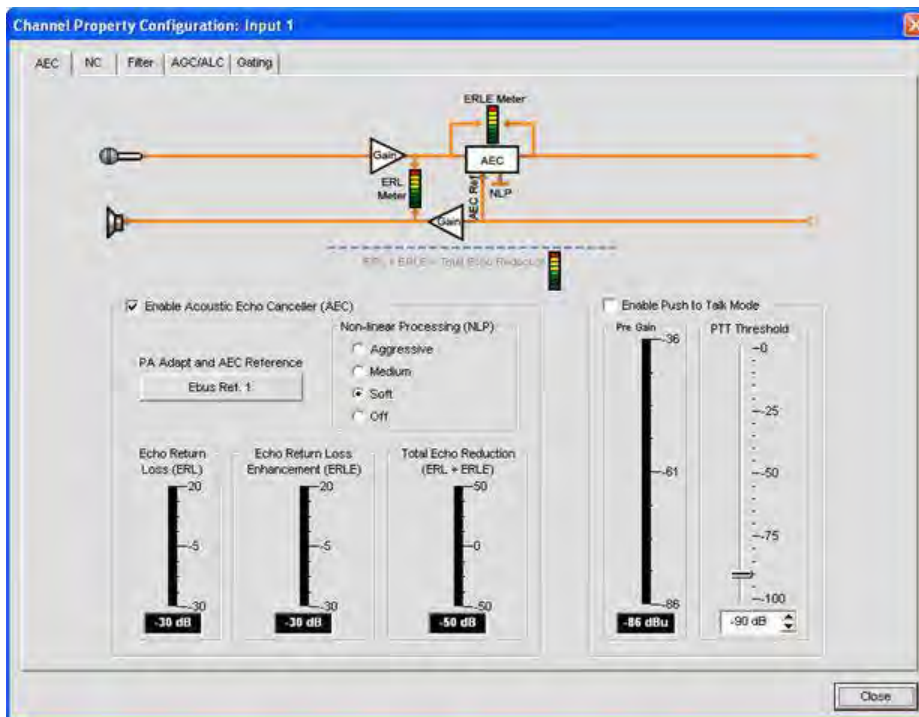 Channel Property Configuration: Input 1
AEC
NC
Filter
AGC/ALC
Gating
ERLE Meter
Gain
AEC
ERL
Meter
AEC Ref
NLP
Gain
ERL + ERLE = Total Echo Reduction
Enable Acoustic Echo Canceller (AEC)
Non-linear Processing (NLP)
Aggressive
Medium
Soft
Off
PA Adapt and AEC Reference
Ebus Ref. 1
Echo Return
Loss (ERL)
20
-5
-30
-30 dB
Echo Return Loss
Enhancement (ERLE)
20
-5
-30
-30 dB
Total Echo Reduction
(ERL + ERLE)
50
0
-50
-50 dB
Enable Push to Talk Mode
Pre Gain
-36
-61
-86
-86 dBu
PTT Threshold
0
-25
-50
-75
-100
-90 dB
Close